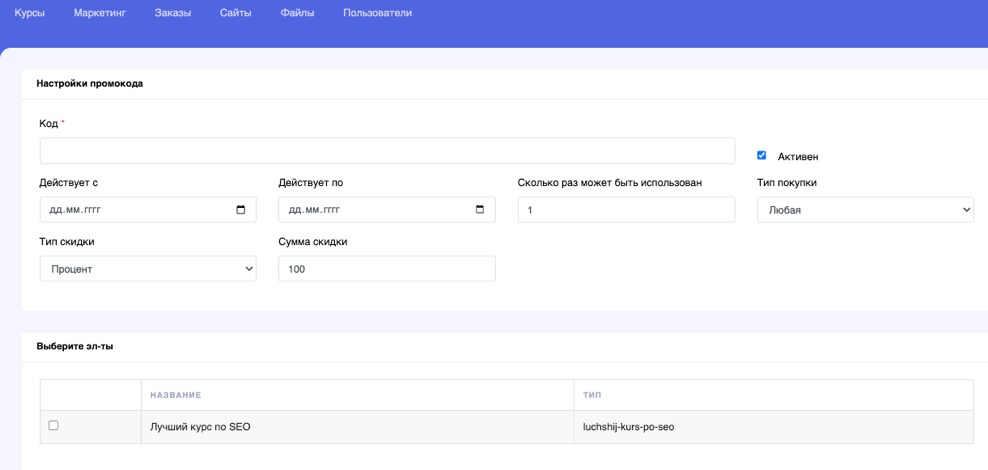 Курсы Маркетинг Заказы Сайты Файлы Пользователи
Настройки промокода
Код *
Активен
Действует с Действует по Сколько раз может быть использован Тип покупки
дд.мм.гггг дд.мм.гггг 1 Любая
Тип скидки Сумма скидки
Процент 100
Выберите эл-ты
НАЗВАНИЕ ТИП
Лучший курс по SEO luchshij-kurs-po-seo